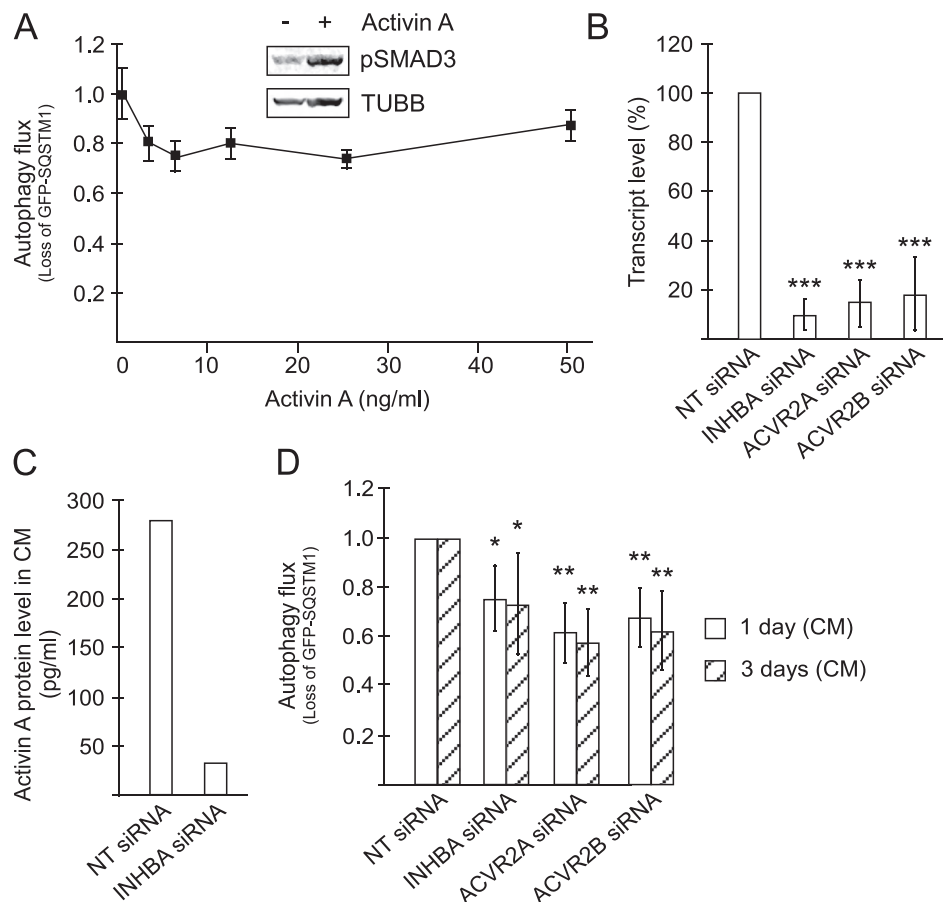 A
- + Activin A
pSMAD3
TUBB
Autophagy flux
(Loss of GFP-SQSTM1)
1.2
1.0
0.8
0.6
0.4
0.2
0 10 20 30 40 50
Activin A (ng/ml)
B
Transcript level (%)
120
100
80
60
40
20
*** *** ***
NT siRNA
INHBA siRNA
ACVR2A siRNA
ACVR2B siRNA
C
Activin A protein level in CM
(pg/ml)
300
250
200
150
100
50
NT siRNA
INHBA siRNA
D
Autophagy flux
(Loss of GFP-SQSTM1)
1.2
1.0
0.8
0.6
0.4
0.2
* * ** ** ** **
NT siRNA
INHBA siRNA
ACVR2A siRNA
ACVR2B siRNA
1 day (CM)
3 days (CM)